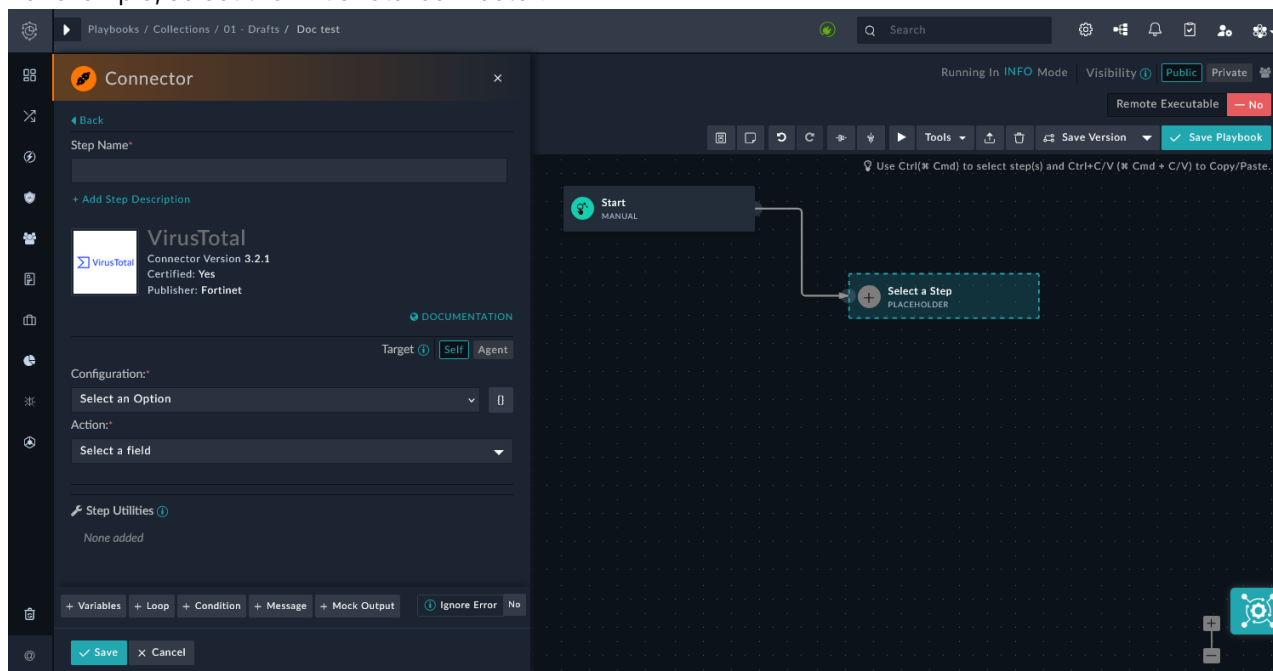 Playbooks / Collections / 01 - Drafts / Doc test
Search
Connector
Running In INFO Mode
Visibility
Public
Private
Remote Executable
No
Back
Step Name*
Tools
Save Version
Save Playbook
Use Ctrl(⌘ Cmd) to select step(s) and Ctrl+C/V (⌘ Cmd + C/V) to Copy/Paste.
+ Add Step Description
Start
MANUAL
VirusTotal
VirusTotal
Connector Version 3.2.1
Certified: Yes
Publisher: Fortinet
Select a Step
PLACEHOLDER
DOCUMENTATION
Target
Self
Agent
Configuration:*
Select an Option
{}
Action:*
Select a field
Step Utilities
None added
+ Variables
+ Loop
+ Condition
+ Message
+ Mock Output
Ignore Error
No
Save
Cancel
@